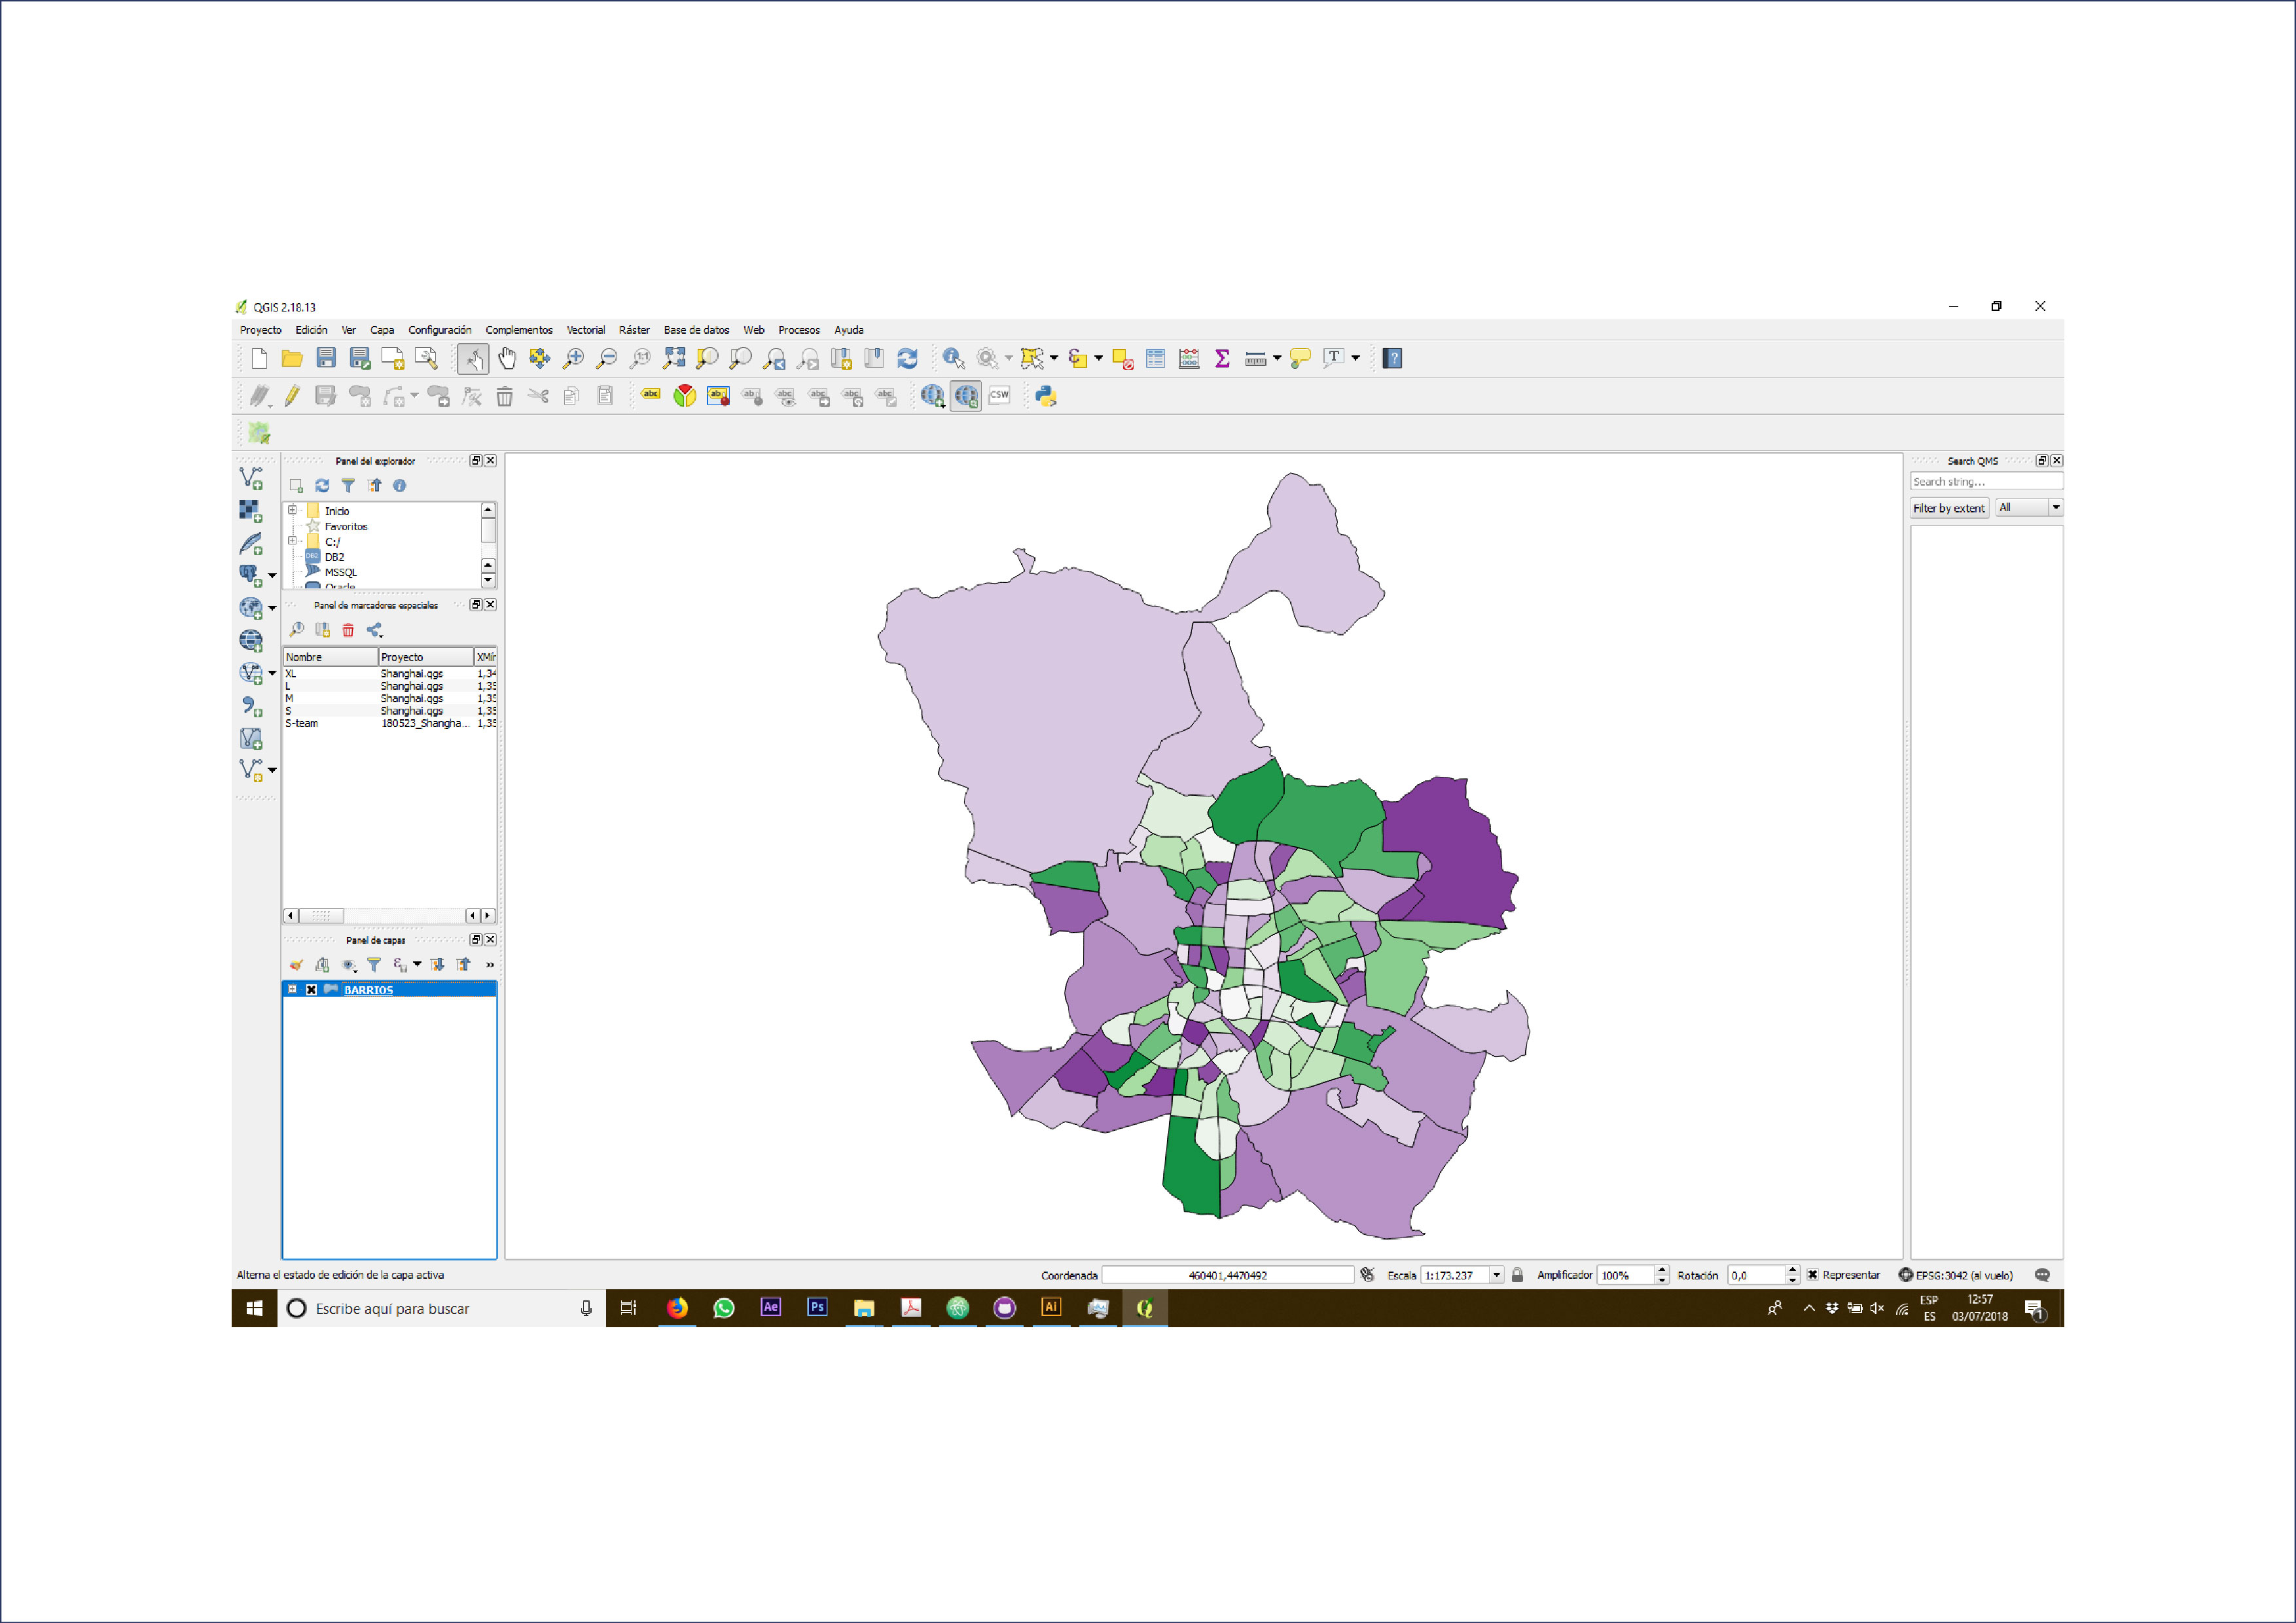 QGIS 2.18.13
Proyecto Edición Ver Capa Configuración Complementos Vectorial Ráster Base de datos Web Procesos Ayuda
CSW
Panel del explorador
Inicio
Favoritos
C:/
DB2
MSSQL
Oracle
Panel de marcadores espaciales
Nombre Proyecto XMír
XL Shanghai.qgs 1,34
L Shanghai.qgs 1,35
M Shanghai.qgs 1,35
S Shanghai.qgs 1,35
S-team 180523_Shangha... 1,35
Panel de capas
BARRIOS
Search QMS
Search string...
Filter by extent All
Alterna el estado de edición de la capa activa
Coordenada 460401,4470492 Escala 1:173.237 Amplificador 100% Rotación 0,0 Representar EPSG:3042 (al vuelo)
Escribe aquí para buscar
Ae Ps Ai
ESP
ES
12:57
03/07/2018
1